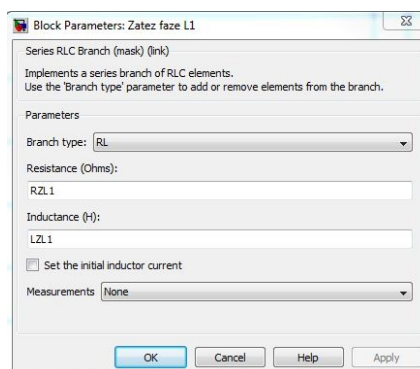 Block Parameters: Zatez faze L1
Series RLC Branch (mask) (link)
Implements a series branch of RLC elements.
Use the 'Branch type' parameter to add or remove elements from the branch.
Parameters
Branch type: RL
Resistance (Ohms):
RZL1
Inductance (H):
LZL1
Set the initial inductor current
Measurements None
OK Cancel Help Apply